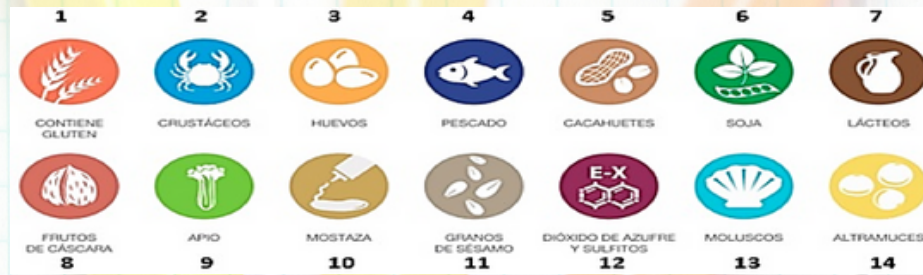 1 2 3 4 5 6 7
CONTIENE GLUTEN CRUSTÁCEOS HUEVOS PESCADO CACAHUETES SOJA LÁCTEOS
E-X
FRUTOS DE CÁSCARA APIO MOSTAZA GRANOS DE SÉSAMO DIÓXIDO DE AZUFRE Y SULFITOS MOLUSCOS ALTRAMUCES
8 9 10 11 12 13 14